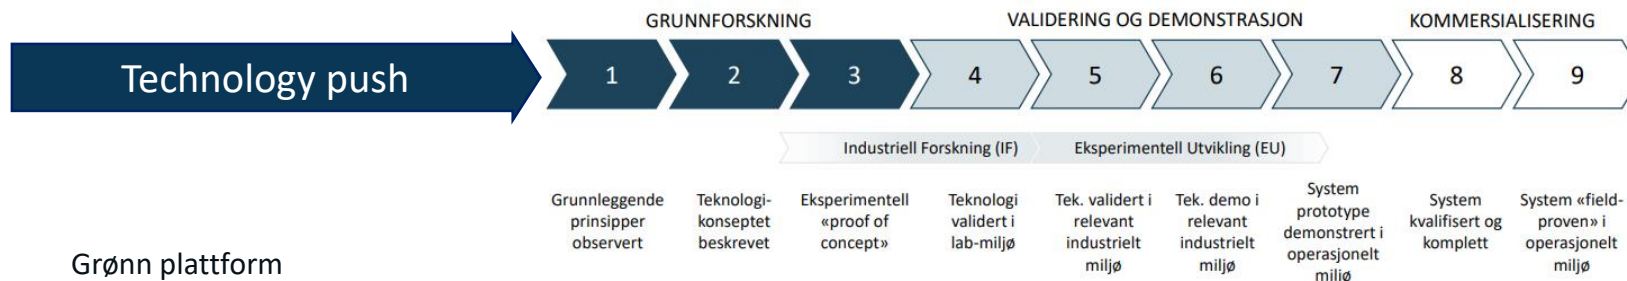 GRUNNFORSKNING
VALIDERING OG DEMONSTRASJON
KOMMERSIALISERING
Technology push
1
2
3
4
5
6
7
8
9
Industriell Forskning (IF)
Eksperimentell Utvikling (EU)
Grunnleggende
prinsipper
observert
Teknologi-
konseptet
beskrevet
Eksperimentell
«proof of
concept»
Teknologi
validert i
lab-miljø
Tek. validert i
relevant
industrielt
miljø
Tek. demo i
relevant
industrielt
miljø
System
prototype
demonstrert i
operasjonelt
miljø
System
kvalifisert og
komplett
System «field-
proven» i
operasjonelt
miljø
Grønn plattform